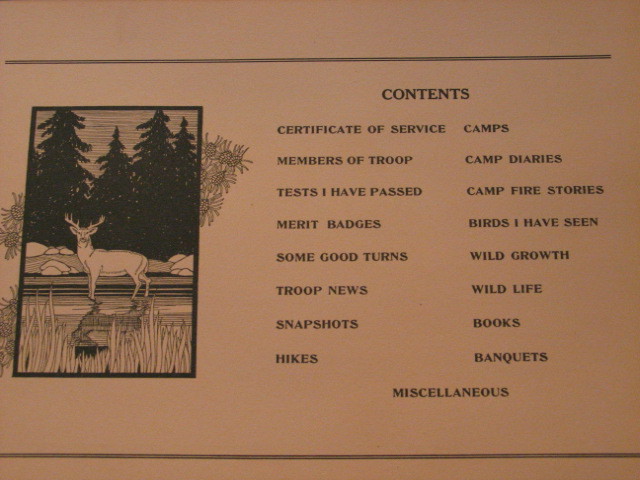 CONTENTS
CERTIFICATE OF SERVICE CAMPS
MEMBERS OF TROOP CAMP DIARIES
TESTS I HAVE PASSED CAMP FIRE STORIES
MERIT BADGES BIRDS I HAVE SEEN
SOME GOOD TURNS WILD GROWTH
TROOP NEWS WILD LIFE
SNAPSHOTS BOOKS
HIKES BANQUETS
MISCELLANEOUS